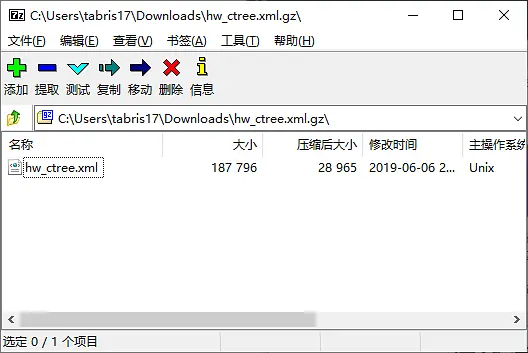 C:\Users\tabris17\Downloads\hw_ctree.xml.gz\
文件(F) 编辑(E) 查看(V) 书签(A) 工具(T) 帮助(H)
添加 提取 测试 复制 移动 删除 信息
C:\Users\tabris17\Downloads\hw_ctree.xml.gz\
名称 大小 压缩后大小 修改时间 主操作系统
hw_ctree.xml 187 796 28 965 2019-06-06 2... Unix
选定 0 / 1 个项目